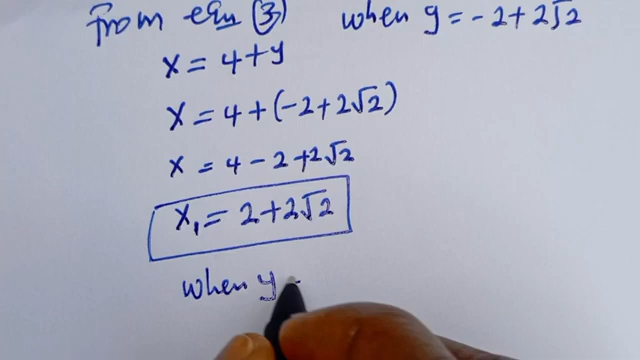 from eqn (3) when y = -2+2√2
x = 4+y
x = 4+(-2+2√2)
x = 4-2+2√2
x₁ = 2+2√2
when y